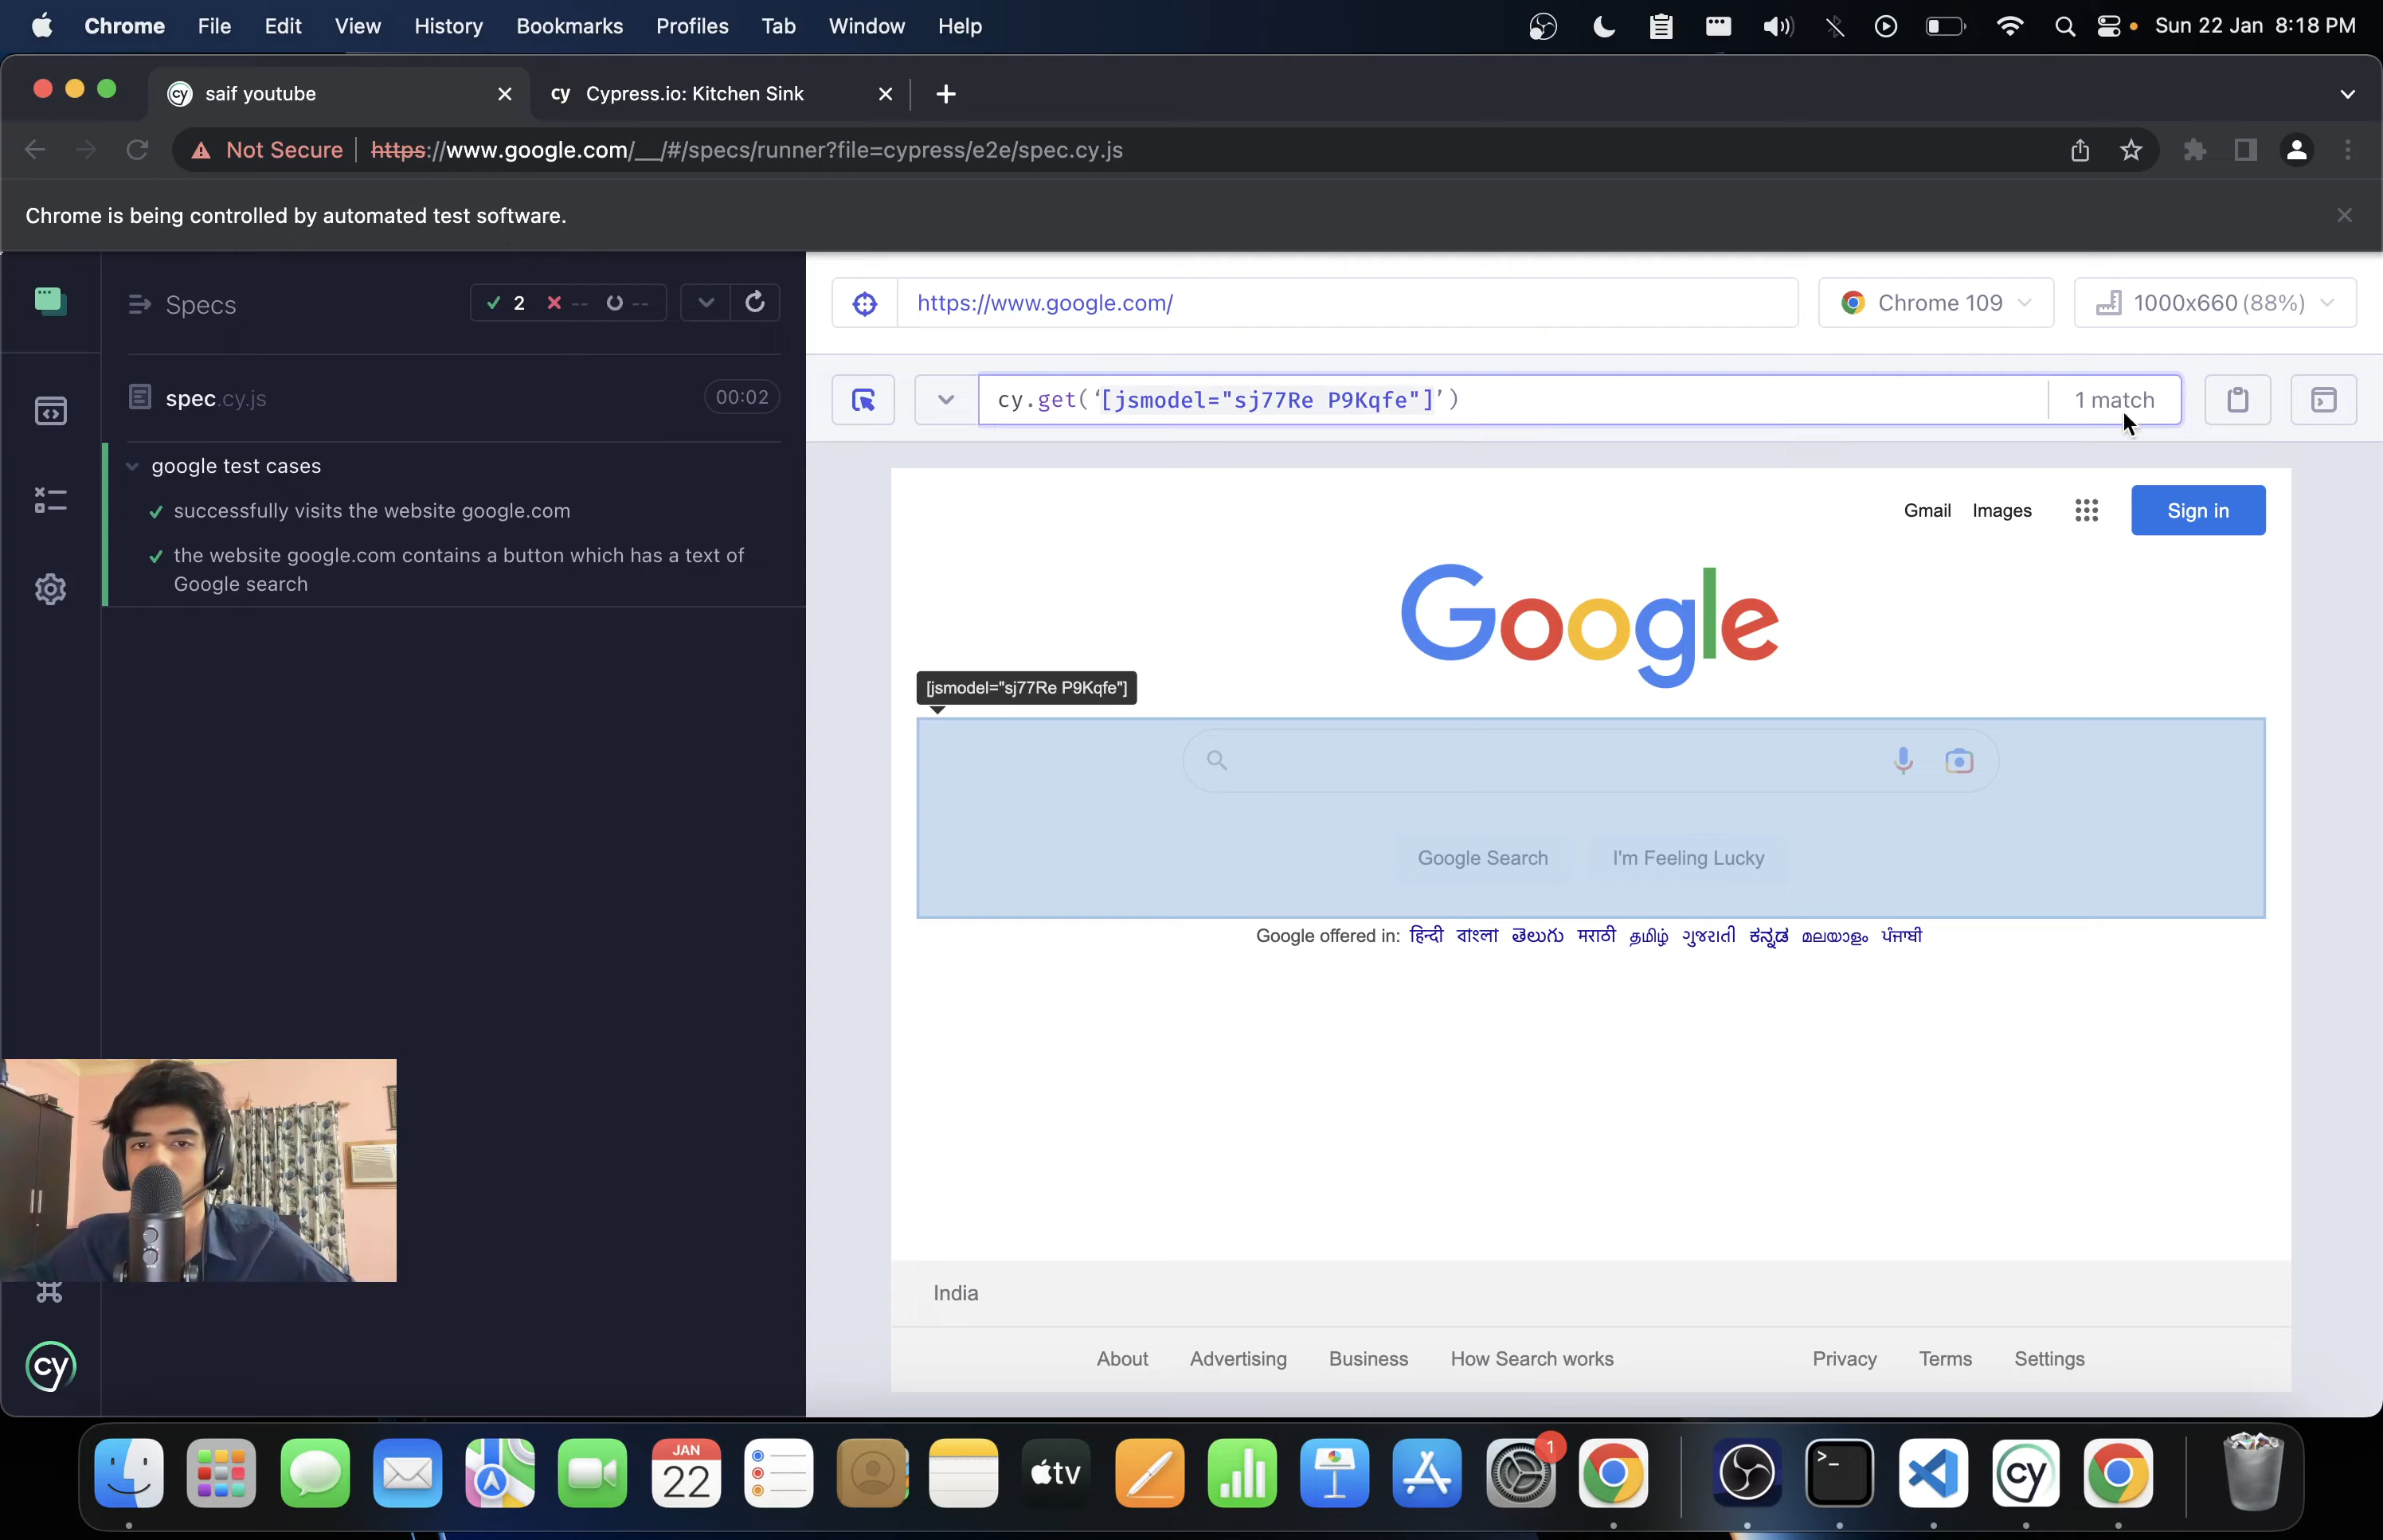 Chrome File Edit View History Bookmarks Profiles Tab Window Help Sun 22 Jan 8:18 PM
cy saif youtube cy Cypress.io: Kitchen Sink
Not Secure https://www.google.com/__/#/specs/runner?file=cypress/e2e/spec.cy.js
Chrome is being controlled by automated test software.
Specs 2 -- -- https://www.google.com/ Chrome 109 1000x660 (88%)
spec.cy.js 00:02 cy.get('[jsmodel="sj77Re P9Kqfe"]') 1 match
google test cases
successfully visits the website google.com
the website google.com contains a button which has a text of
Google search
Gmail Images Sign in
Google
[jsmodel="sj77Re P9Kqfe"]
Google Search I'm Feeling Lucky
Google offered in: हिन्दी বাংলা తెలుగు मराठी தமிழ் ગુજરાતી ಕನ್ನಡ മലയാളം ਪੰਜਾਬੀ
India
About Advertising Business How Search works Privacy Terms Settings
cy
JAN
22
tv
1
>_
cy